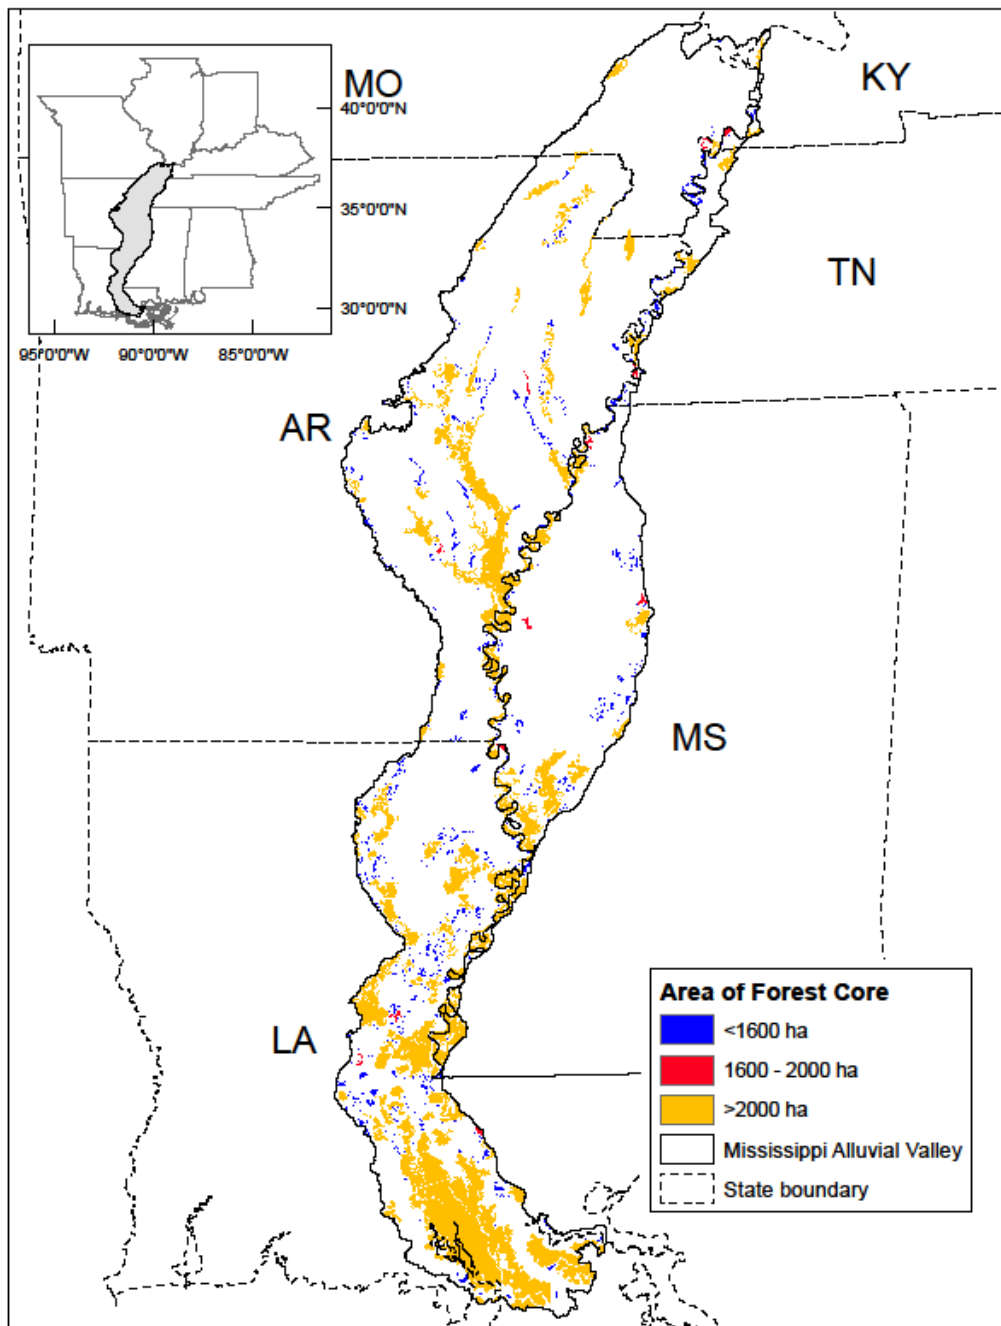 MO
KY
40°0'0"N
35°0'0"N
TN
30°0'0"N
95°0'0"W
90°0'0"W
85°0'0"W
AR
MS
LA
Area of Forest Core
<1600 ha
1600 - 2000 ha
>2000 ha
Mississippi Alluvial Valley
State boundary